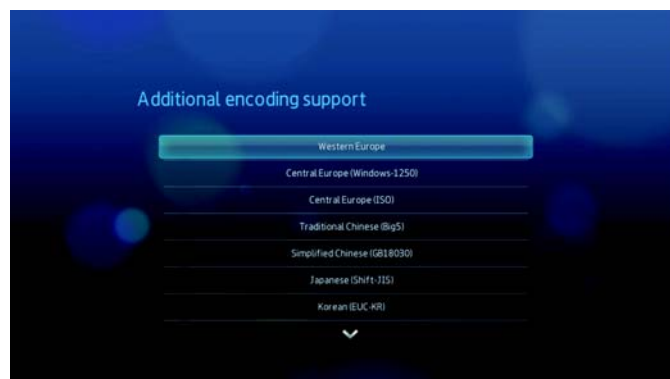 Additional encoding support
Western Europe
Central Europe (Windows-1250)
Central Europe (ISO)
Traditional Chinese (Big5)
Simplified Chinese (GB18030)
Japanese (Shift-JIS)
Korean (EUC-KR)